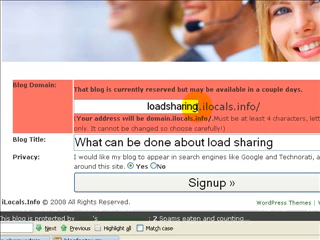 Blog Domain:
That blog is currently reserved but may be available in a couple days.
loadsharing.ilocals.info/
(Your address will be domain.ilocals.info/.Must be at least 4 characters, lett
only. It cannot be changed so choose carefully!)
Blog Title:
What can be done about load sharing
Privacy:
I would like my blog to appear in search engines like Google and Technorati, a
around this site. Yes No
Signup »
iLocals.Info © 2008 All Rights Reserved.
WordPress Themes
This blog is protected by 's : 2 Spams eaten and counting...
Next Previous Highlight all Match case